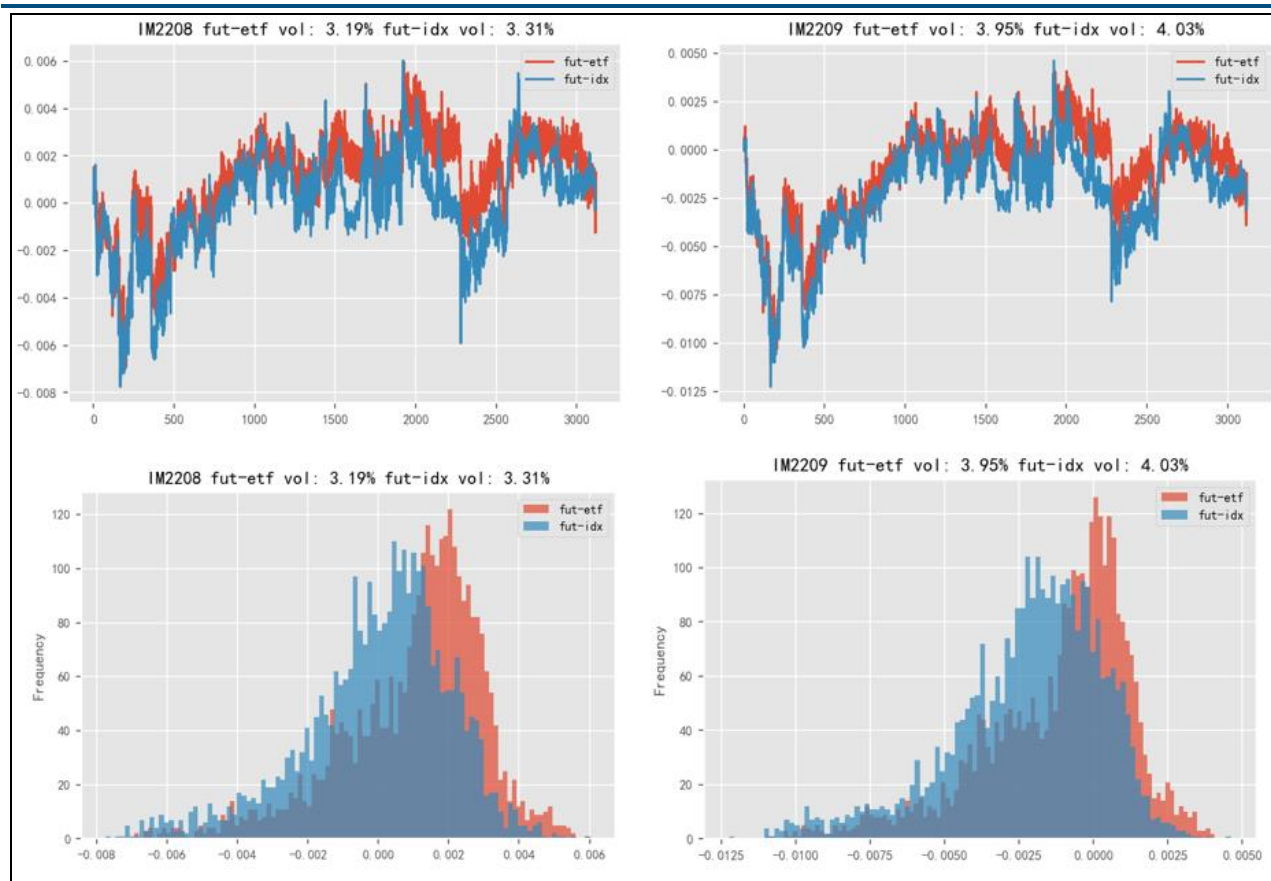 IM2208 fut-etf vol: 3.19% fut-idx vol: 3.31%
fut-etf
fut-idx
0.006
0.004
0.002
0.000
-0.002
-0.004
-0.006
-0.008
0 500 1000 1500 2000 2500 3000
IM2209 fut-etf vol: 3.95% fut-idx vol: 4.03%
fut-etf
fut-idx
0.0050
0.0025
0.0000
-0.0025
-0.0050
-0.0075
-0.0100
-0.0125
0 500 1000 1500 2000 2500 3000
IM2208 fut-etf vol: 3.19% fut-idx vol: 3.31%
fut-etf
fut-idx
Frequency
120
100
80
60
40
20
0
-0.008 -0.006 -0.004 -0.002 0.000 0.002 0.004 0.006
IM2209 fut-etf vol: 3.95% fut-idx vol: 4.03%
fut-etf
fut-idx
Frequency
120
100
80
60
40
20
0
-0.0125 -0.0100 -0.0075 -0.0050 -0.0025 0.0000 0.0025 0.0050